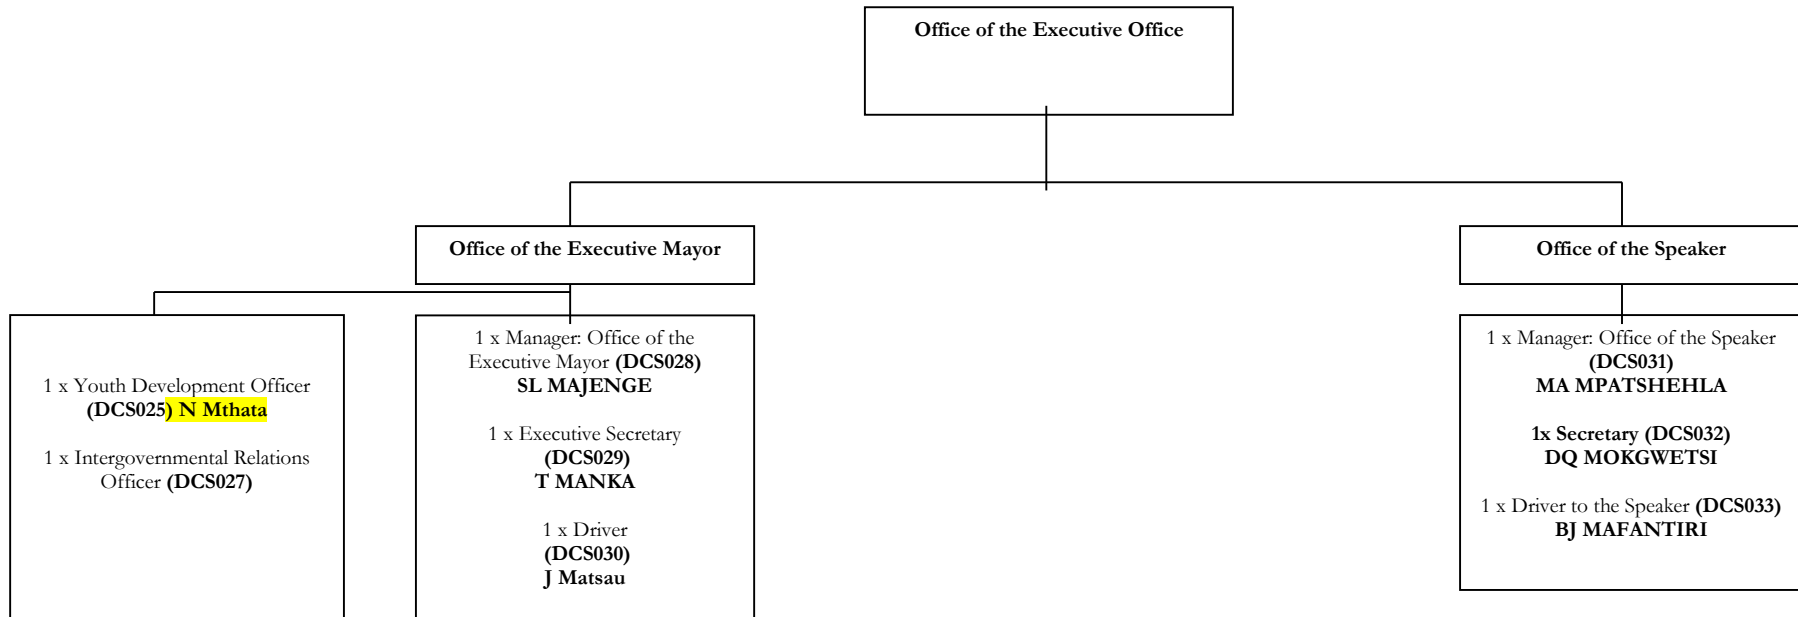 Office of the Executive Office
Office of the Executive Mayor
Office of the Speaker
1 x Youth Development Officer
(DCS025) N Mthata
1 x Intergovernmental Relations
Officer (DCS027)
1 x Manager: Office of the
Executive Mayor (DCS028)
SL MAJENGE
1 x Executive Secretary
(DCS029)
T MANKA
1 x Driver
(DCS030)
J Matsau
1 x Manager: Office of the Speaker
(DCS031)
MA MPATSHEHLA
1x Secretary (DCS032)
DQ MOKGWETSI
1 x Driver to the Speaker (DCS033)
BJ MAFANTIRI